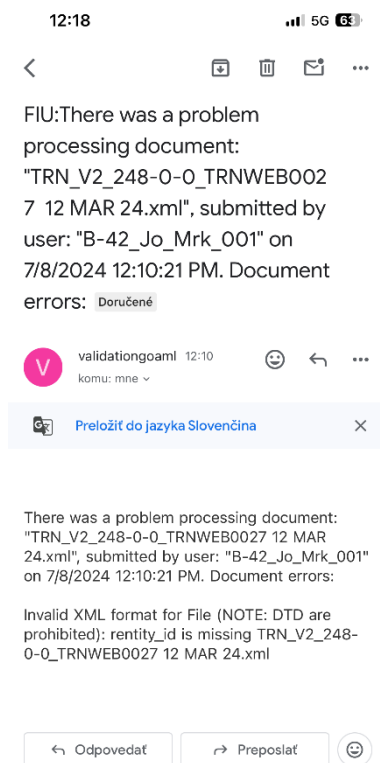 12:18
5G 63
FIU:There was a problem
processing document:
"TRN_V2_248-0-0_TRNWEB002
7 12 MAR 24.xml", submitted by
user: "B-42_Jo_Mrk_001" on
7/8/2024 12:10:21 PM. Document
errors: Doručené
V
validationgoaml 12:10
komu: mne
Preložiť do jazyka Slovenčina
There was a problem processing document:
"TRN_V2_248-0-0_TRNWEB0027 12 MAR
24.xml", submitted by user: "B-42_Jo_Mrk_001"
on 7/8/2024 12:10:21 PM. Document errors:
Invalid XML format for File (NOTE: DTD are
prohibited): rentity_id is missing TRN_V2_248-
0-0_TRNWEB0027 12 MAR 24.xml
Odpovedať
Preposlať